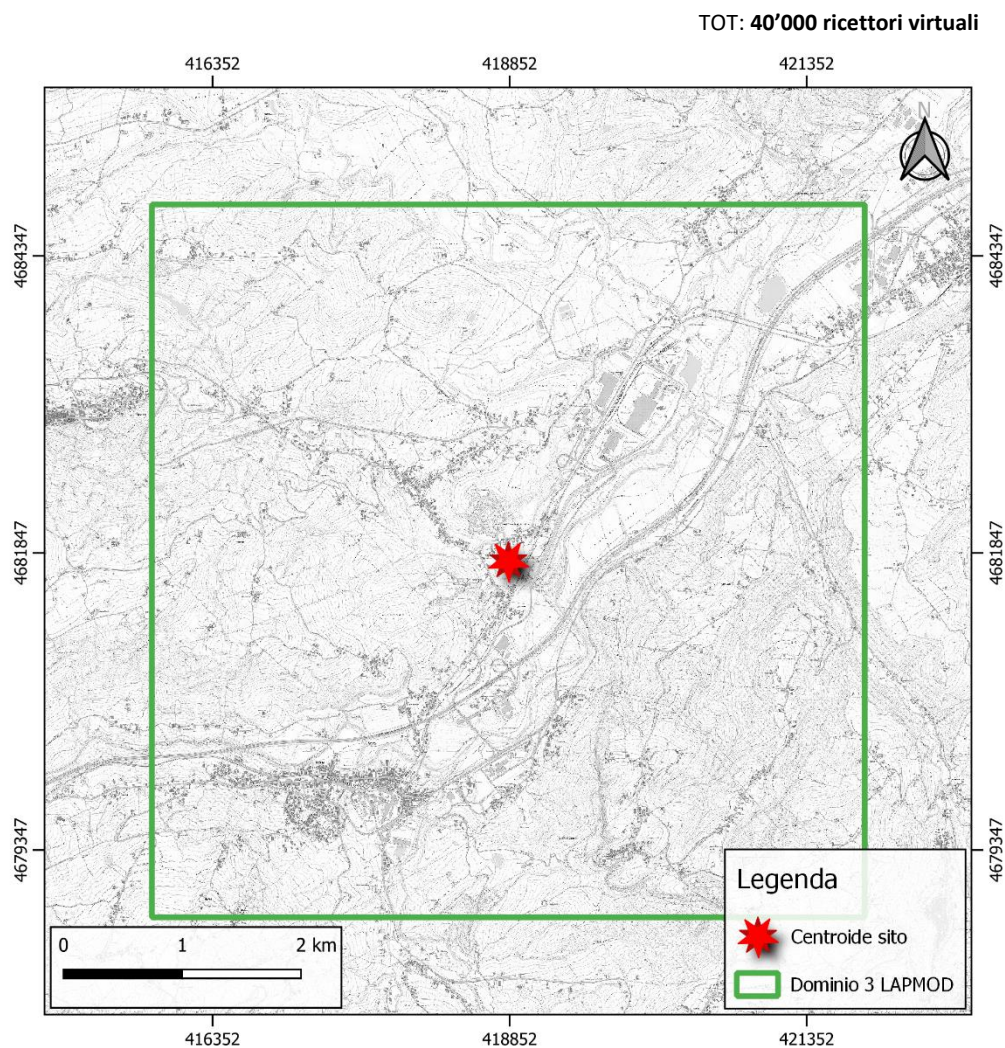 TOT: 40’000 ricettori virtuali
416352 418852 421352
N
4684347 4684347
4681847 4681847
4679347 4679347
Legenda
Centroide sito
Dominio 3 LAPMOD
0 1 2 km
416352 418852 421352